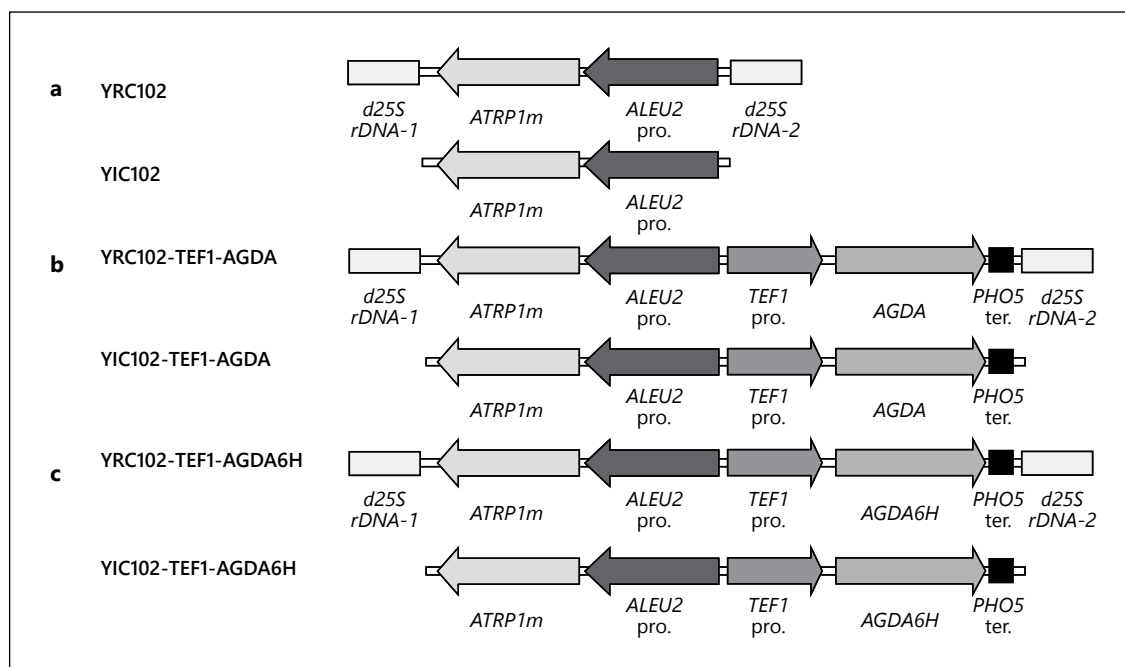 a YRC102
d25S ATRP1m ALEU2 d25S
rDNA-1 pro. rDNA-2
YIC102
ATRP1m ALEU2
pro.
b YRC102-TEF1-AGDA
d25S ATRP1m ALEU2 TEF1 AGDA PHO5 d25S
rDNA-1 pro. pro. ter. rDNA-2
YIC102-TEF1-AGDA
ATRP1m ALEU2 TEF1 AGDA PHO5
pro. pro. ter.
c YRC102-TEF1-AGDA6H
d25S ATRP1m ALEU2 TEF1 AGDA6H PHO5 d25S
rDNA-1 pro. pro. ter. rDNA-2
YIC102-TEF1-AGDA6H
ATRP1m ALEU2 TEF1 AGDA6H PHO5
pro. pro. ter.